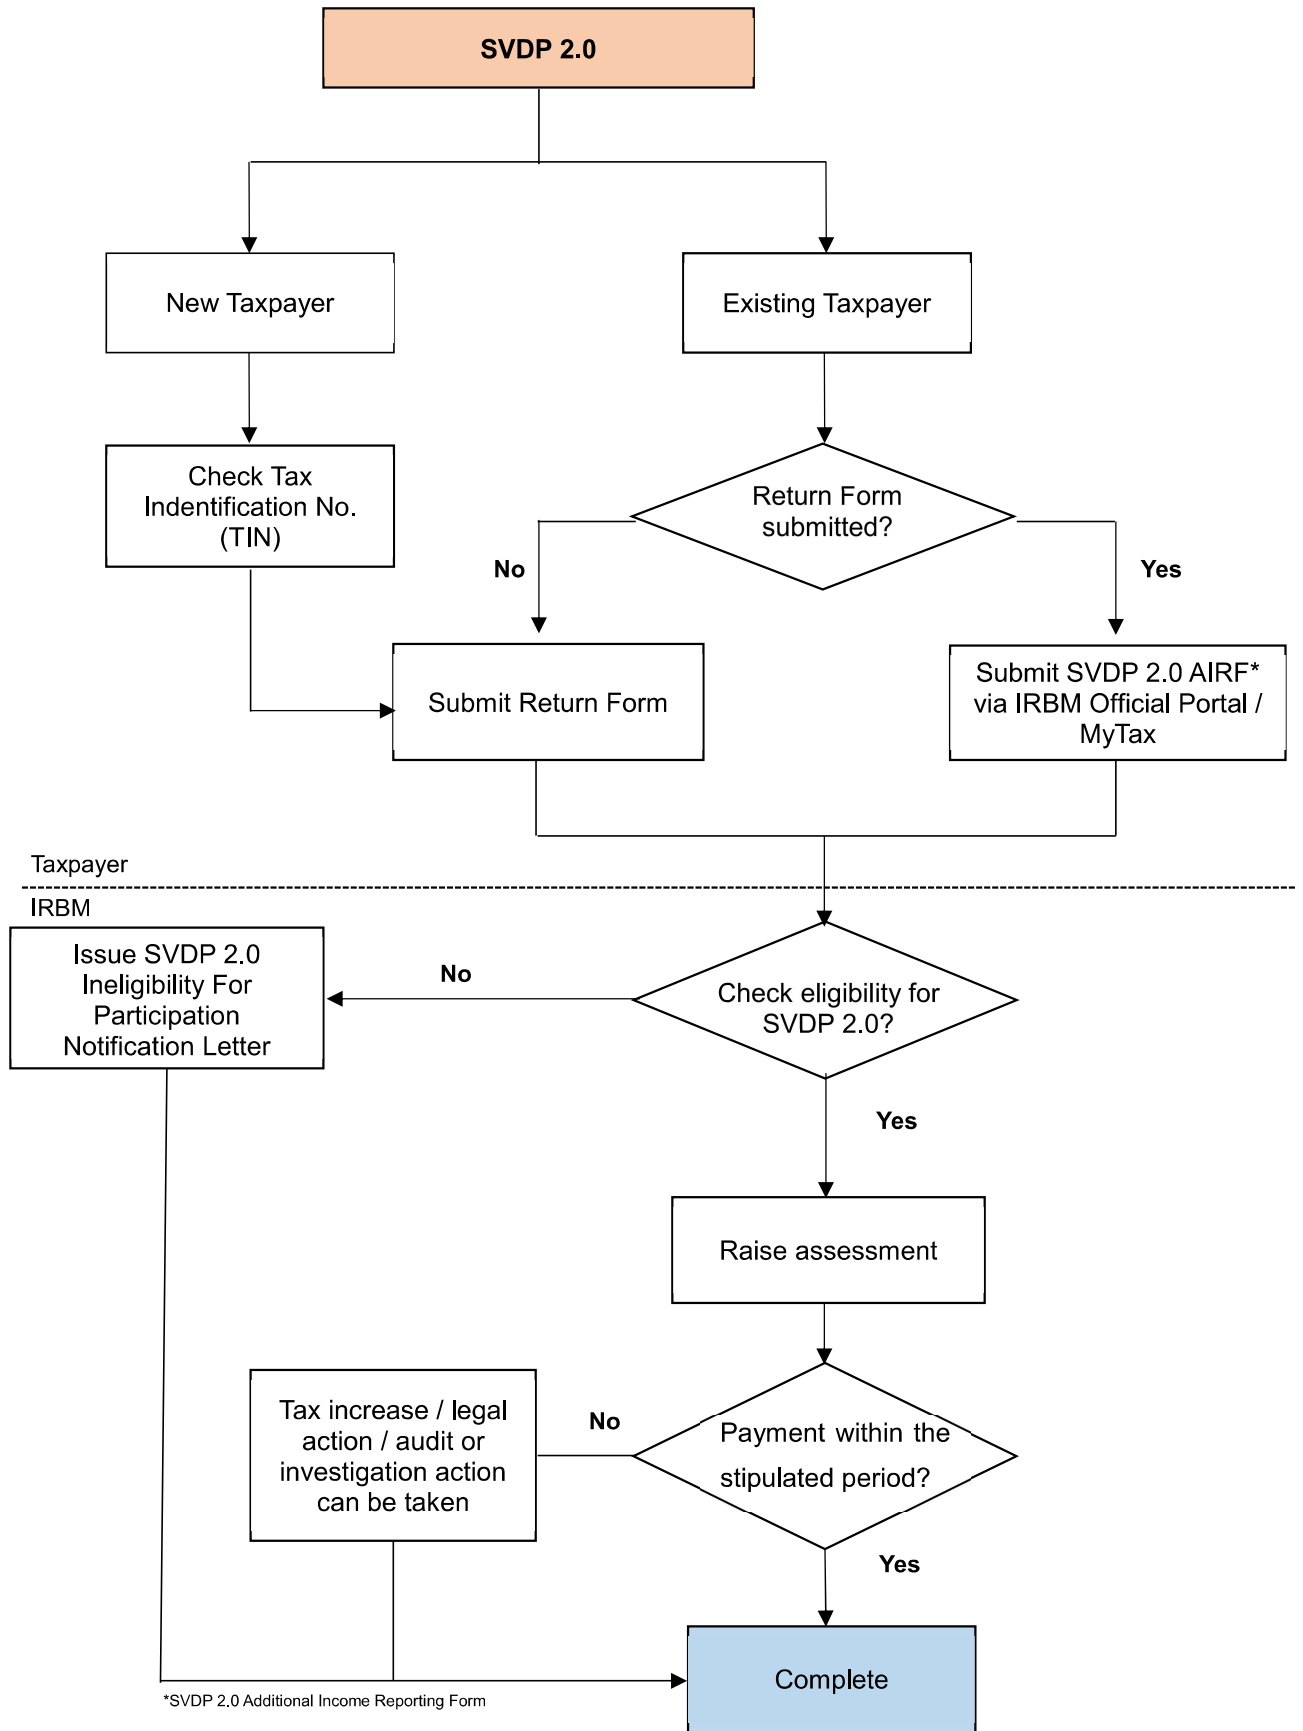 SVDP 2.0
New Taxpayer
Existing Taxpayer
Check Tax
Indentification No.
(TIN)
Return Form
submitted?
No
Yes
Submit Return Form
Submit SVDP 2.0 AIRF*
via IRBM Official Portal /
MyTax
Taxpayer
IRBM
Issue SVDP 2.0
Ineligibility For
Participation
Notification Letter
No
Check eligibility for
SVDP 2.0?
Yes
Raise assessment
Tax increase / legal
action / audit or
investigation action
can be taken
No
Payment within the
stipulated period?
Yes
Complete
*SVDP 2.0 Additional Income Reporting Form